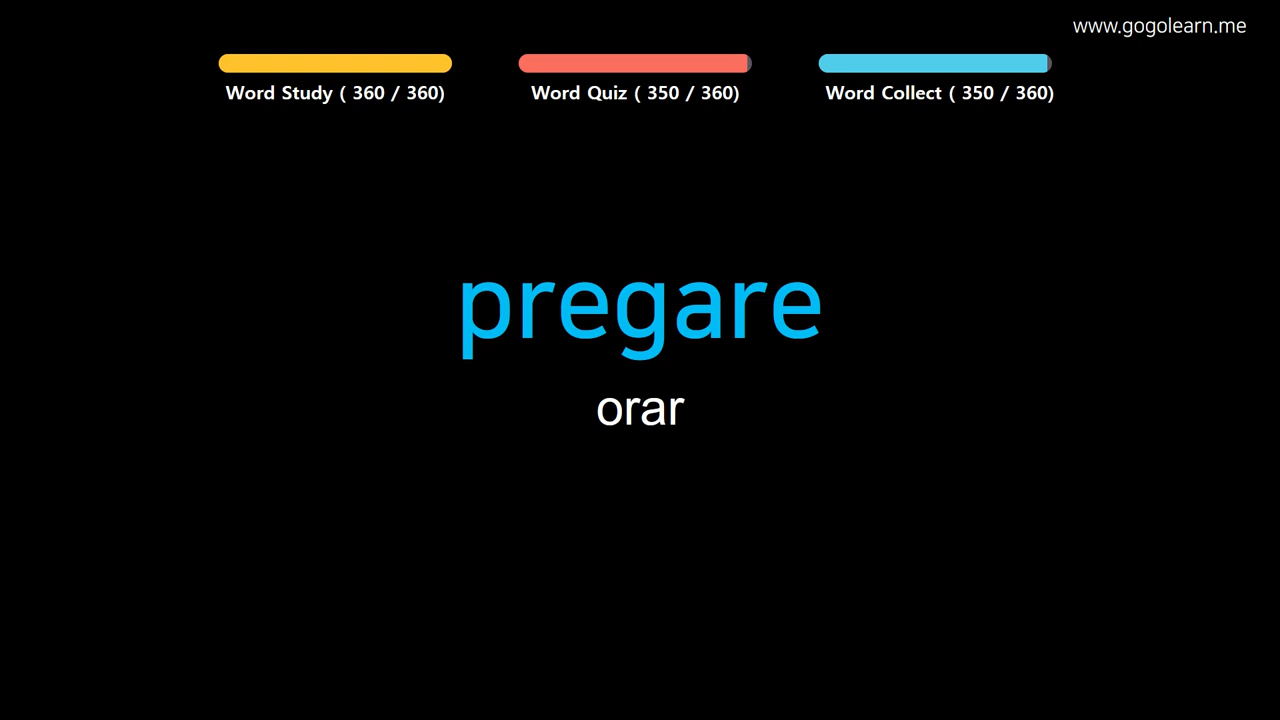 www.gogolearn.me
Word Study ( 360 / 360)
Word Quiz ( 350 / 360)
Word Collect ( 350 / 360)
pregare
orar